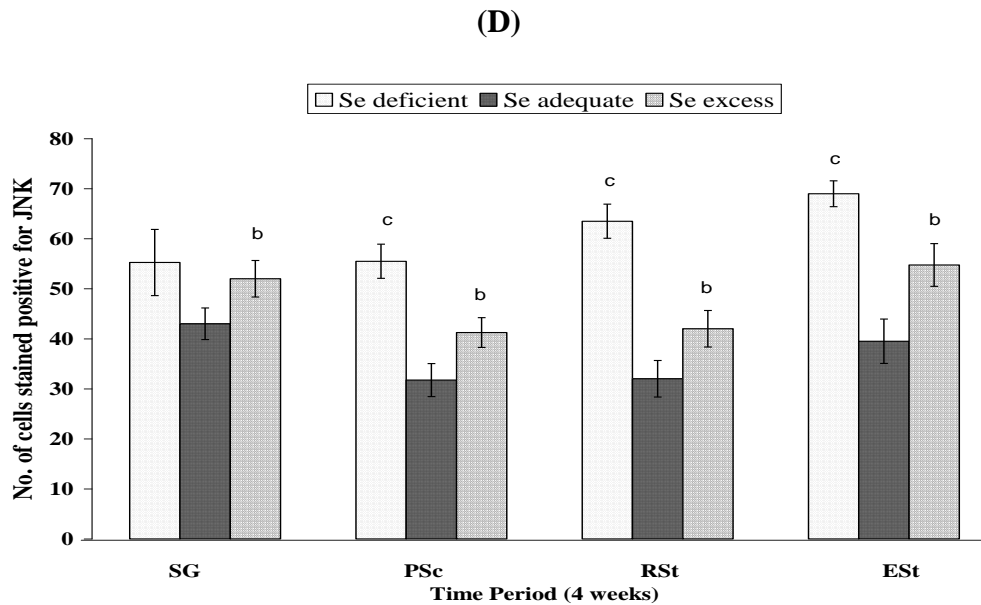 (D)
Se deficient Se adequate Se excess
No. of cells stained positive for JNK
80
70
60
50
40
30
20
10
0
b
c
b
c
b
c
b
SG PSc RSt ESt
Time Period (4 weeks)